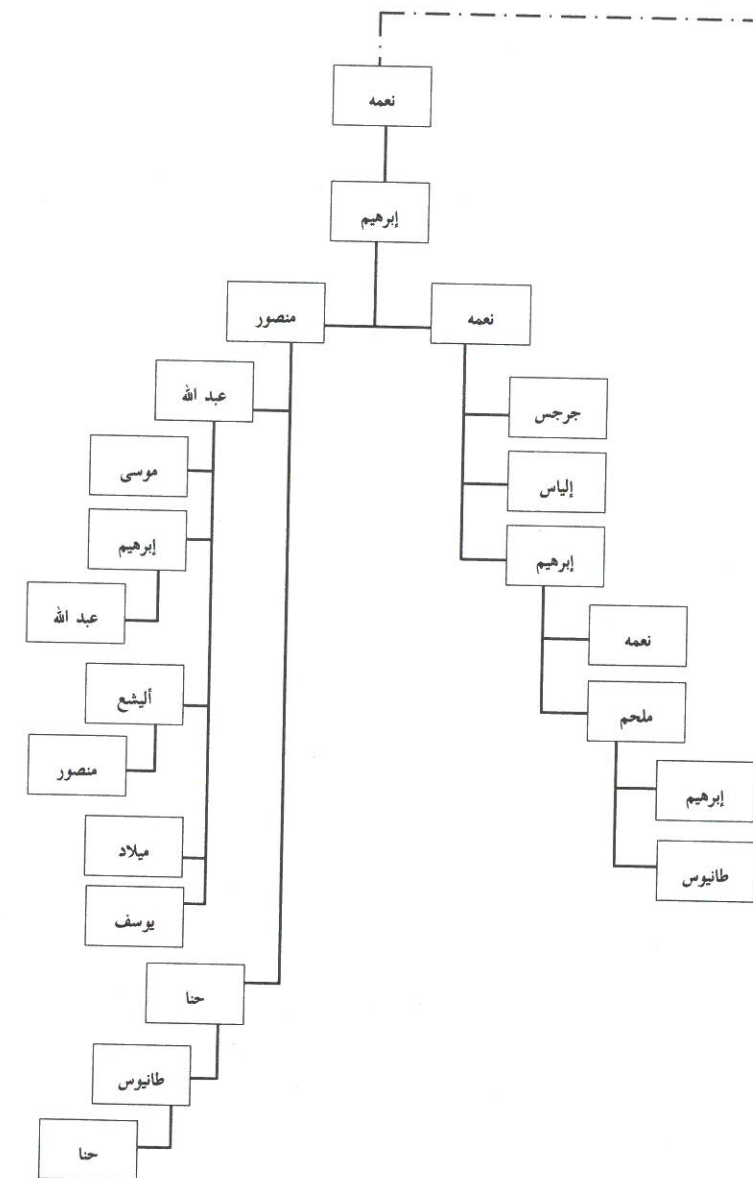 نعمه
إبرهيم
نعمه
منصور
جرجس
إلياس
إبرهيم
نعمه
ملحم
إبرهيم
طانيوس
عبد الله
موسى
إبرهيم
عبد الله
أليشع
منصور
ميلاد
يوسف
حنا
طانيوس
حنا